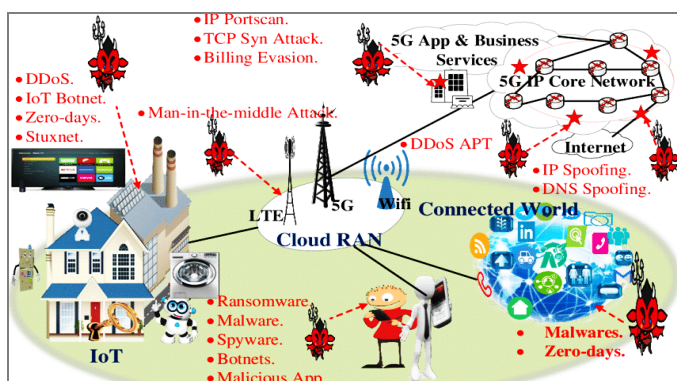 • IP Portscan.
• TCP Syn Attack.
• Billing Evasion.
5G App & Business
Services
5G IP Core Network
• DDoS.
• IoT Botnet.
• Zero-days.
• Stuxnet.
• Man-in-the-middle Attack.
• DDoS APT
Internet
• IP Spoofing.
• DNS Spoofing.
LTE
5G
Wifi
Cloud RAN
Connected World
IoT
• Ransomware.
• Malware.
• Spyware.
• Botnets.
• Malicious App
• Malwares.
• Zero-days.